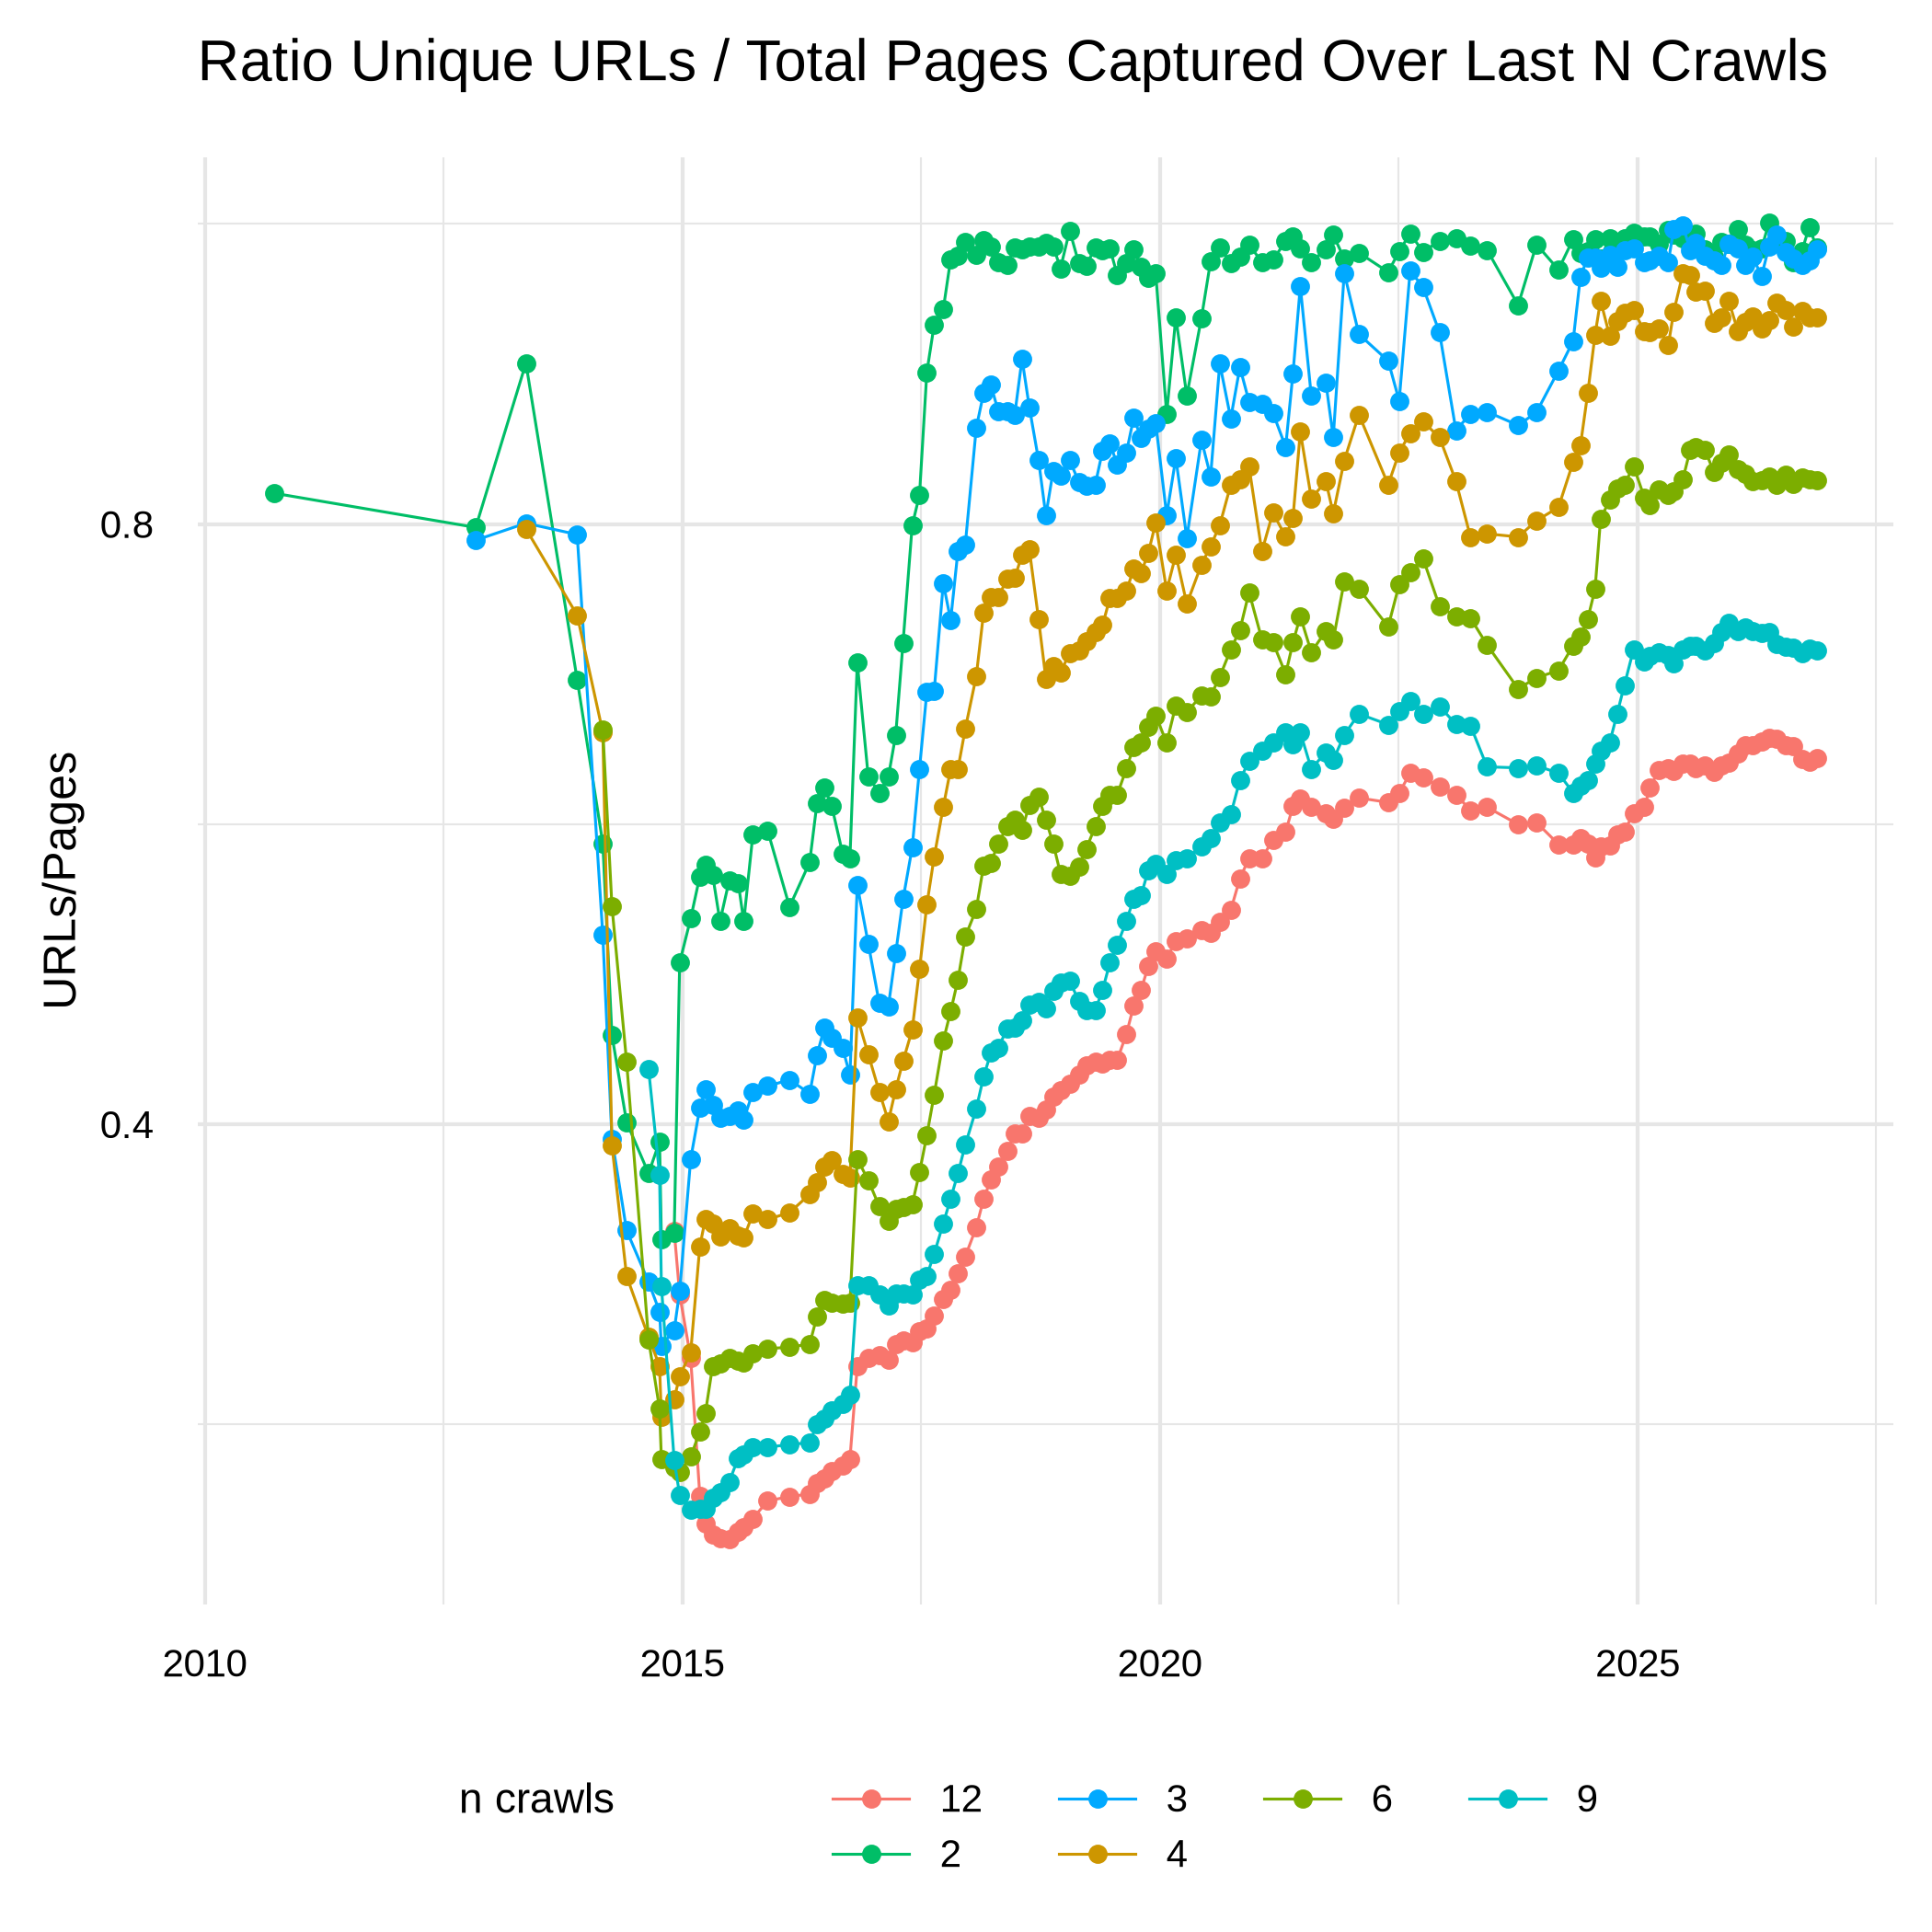 Ratio Unique URLs / Total Pages Captured Over Last N Crawls
URLs/Pages
0.8
0.4
2010 2015 2020 2025
n crawls
12 3 6 9
2 4